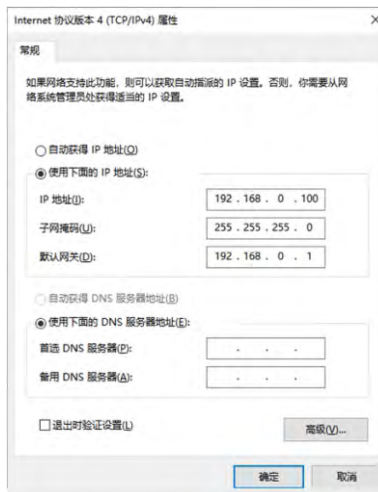 Internet 协议版本 4 (TCP/IPv4) 属性
常规
如果网络支持此功能，则可以获取自动指派的 IP 设置。否则，你需要从网
络系统管理员处获得适当的 IP 设置。
自动获得 IP 地址(O)
使用下面的 IP 地址(S):
IP 地址(I): 192 . 168 . 0 . 100
子网掩码(U): 255 . 255 . 255 . 0
默认网关(D): 192 . 168 . 0 . 1
自动获得 DNS 服务器地址(B)
使用下面的 DNS 服务器地址(E):
首选 DNS 服务器(P): . . .
备用 DNS 服务器(A): . . .
退出时验证设置(L)
高级(V)...
确定 取消